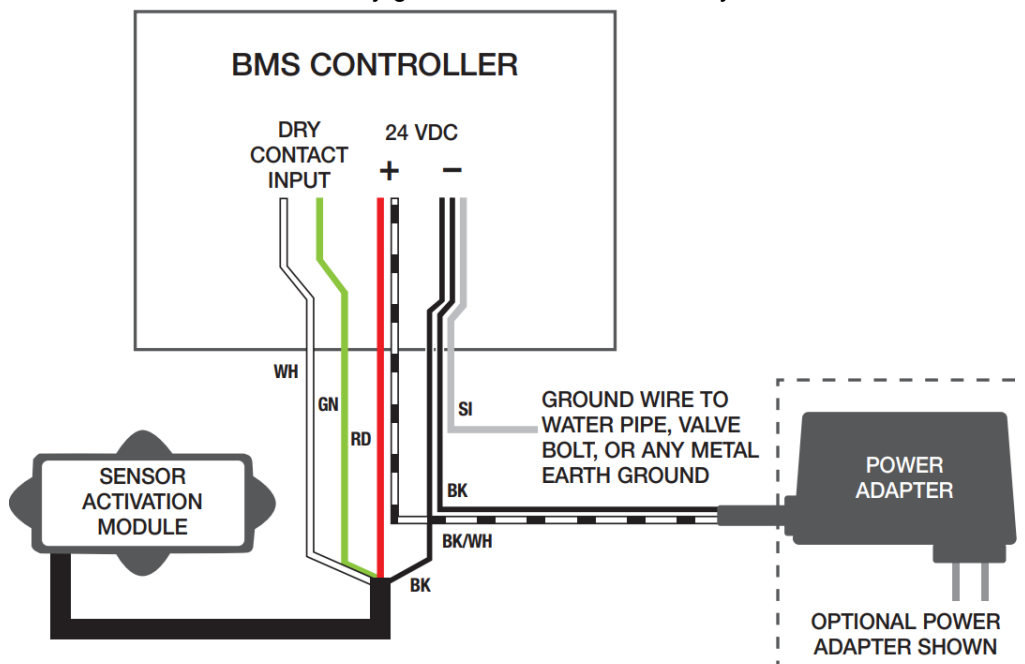 BMS CONTROLLER
DRY
CONTACT
INPUT
24 VDC
+
−
WH
GN
RD
SI
GROUND WIRE TO
WATER PIPE, VALVE
BOLT, OR ANY METAL
EARTH GROUND
SENSOR
ACTIVATION
MODULE
POWER
ADAPTER
BK
BK/WH
BK
OPTIONAL POWER
ADAPTER SHOWN